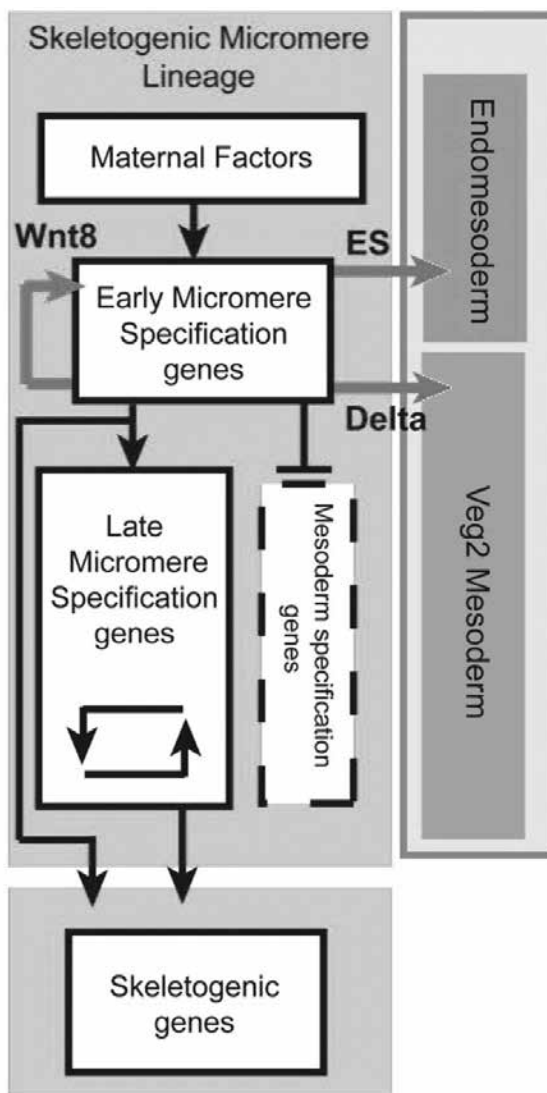 Skeletogenic Micromere
Lineage
Maternal Factors
Wnt8
ES
Early Micromere
Specification
genes
Delta
Late
Micromere
Specification
genes
Mesoderm specification
genes
Endomesoderm
Veg2 Mesoderm
Skeletogenic
genes